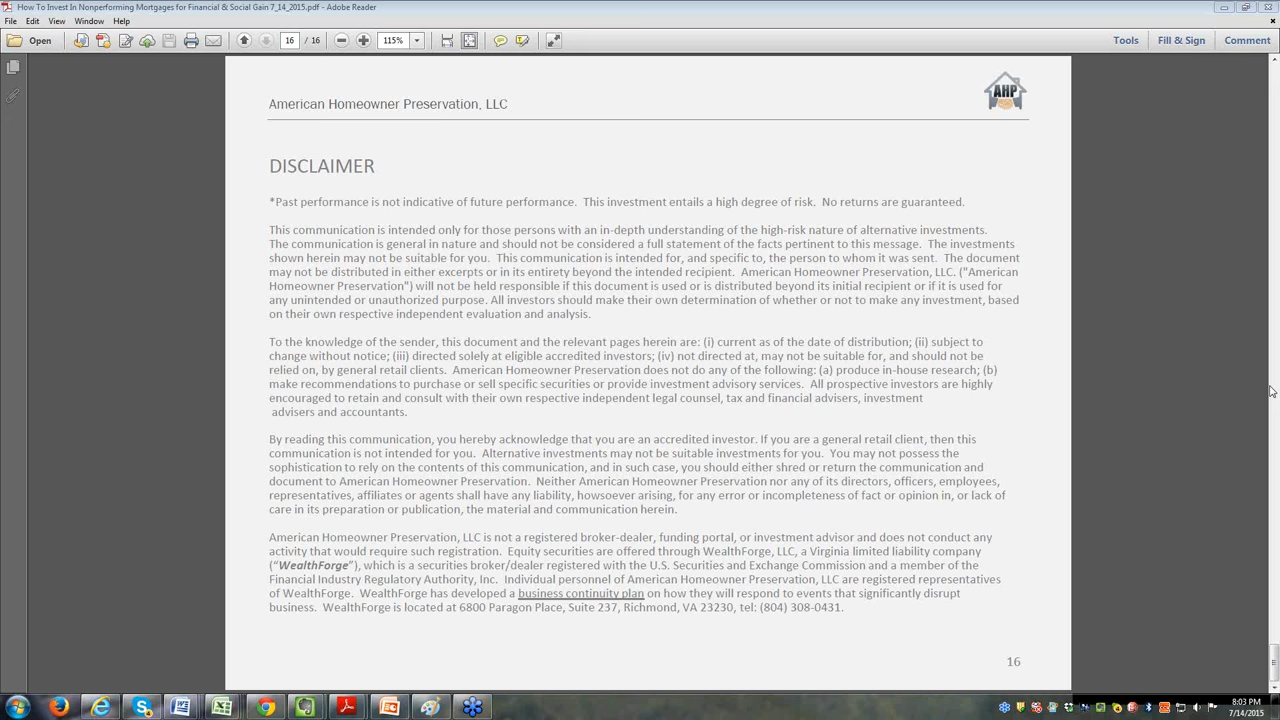 How To Invest In Nonperforming Mortgages for Financial & Social Gain 7_14_2015.pdf - Adobe Reader
File Edit View Window Help
Open 16 / 16 115% Tools Fill & Sign Comment
American Homeowner Preservation, LLC
AHP
DISCLAIMER
*Past performance is not indicative of future performance. This investment entails a high degree of risk. No returns are guaranteed.
This communication is intended only for those persons with an in-depth understanding of the high-risk nature of alternative investments.
The communication is general in nature and should not be considered a full statement of the facts pertinent to this message. The investments
shown herein may not be suitable for you. This communication is intended for, and specific to, the person to whom it was sent. The document
may not be distributed in either excerpts or in its entirety beyond the intended recipient. American Homeowner Preservation, LLC. ("American
Homeowner Preservation") will not be held responsible if this document is used or is distributed beyond its initial recipient or if it is used for
any unintended or unauthorized purpose. All investors should make their own determination of whether or not to make any investment, based
on their own respective independent evaluation and analysis.
To the knowledge of the sender, this document and the relevant pages herein are: (i) current as of the date of distribution; (ii) subject to
change without notice; (iii) directed solely at eligible accredited investors; (iv) not directed at, may not be suitable for, and should not be
relied on, by general retail clients. American Homeowner Preservation does not do any of the following: (a) produce in-house research; (b)
make recommendations to purchase or sell specific securities or provide investment advisory services. All prospective investors are highly
encouraged to retain and consult with their own respective independent legal counsel, tax and financial advisers, investment
advisers and accountants.
By reading this communication, you hereby acknowledge that you are an accredited investor. If you are a general retail client, then this
communication is not intended for you. Alternative investments may not be suitable investments for you. You may not possess the
sophistication to rely on the contents of this communication, and in such case, you should either shred or return the communication and
document to American Homeowner Preservation. Neither American Homeowner Preservation nor any of its directors, officers, employees,
representatives, affiliates or agents shall have any liability, howsoever arising, for any error or incompleteness of fact or opinion in, or lack of
care in its preparation or publication, the material and communication herein.
American Homeowner Preservation, LLC is not a registered broker-dealer, funding portal, or investment advisor and does not conduct any
activity that would require such registration. Equity securities are offered through WealthForge, LLC, a Virginia limited liability company
(“WealthForge”), which is a securities broker/dealer registered with the U.S. Securities and Exchange Commission and a member of the
Financial Industry Regulatory Authority, Inc. Individual personnel of American Homeowner Preservation, LLC are registered representatives
of WealthForge. WealthForge has developed a business continuity plan on how they will respond to events that significantly disrupt
business. WealthForge is located at 6800 Paragon Place, Suite 237, Richmond, VA 23230, tel: (804) 308-0431.
16
8:03 PM
7/14/2015